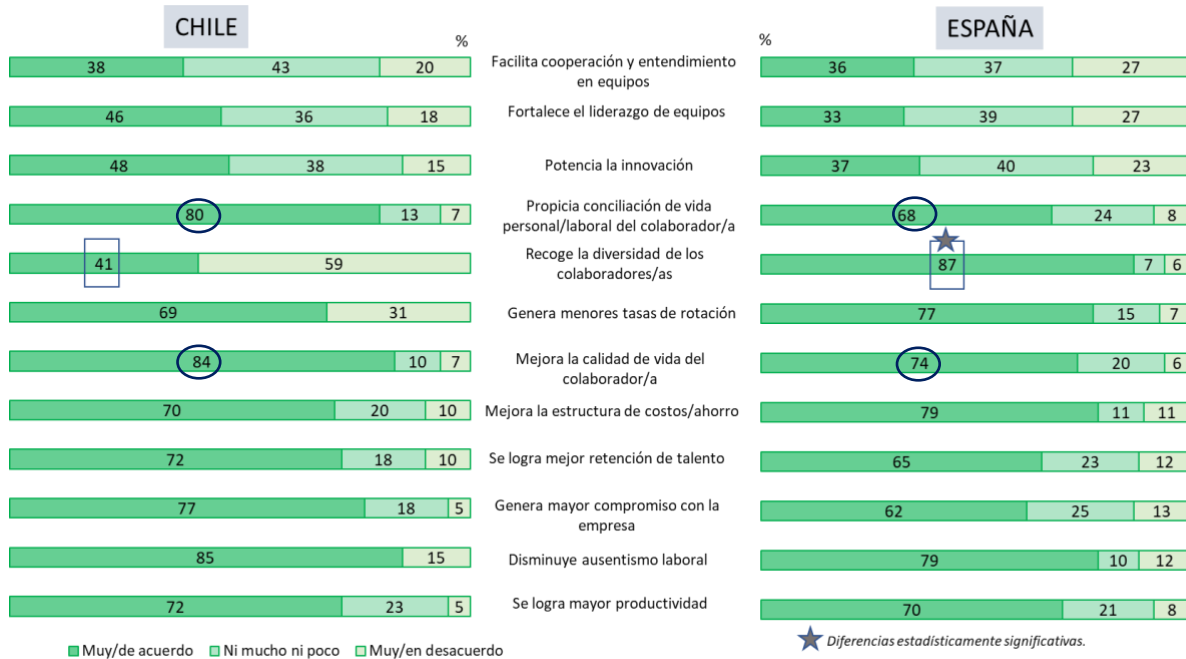 CHILE
ESPAÑA
%
%
38 43 20
Facilita cooperación y entendimiento
en equipos
36 37 27
46 36 18
Fortalece el liderazgo de equipos
33 39 27
48 38 15
Potencia la innovación
37 40 23
80 13 7
Propicia conciliación de vida
personal/laboral del colaborador/a
68 24 8
41 59
Recoge la diversidad de los
colaboradores/as
87 7 6
69 31
Genera menores tasas de rotación
77 15 7
84 10 7
Mejora la calidad de vida del
colaborador/a
74 20 6
70 20 10
Mejora la estructura de costos/ahorro
79 11 11
72 18 10
Se logra mejor retención de talento
65 23 12
77 18 5
Genera mayor compromiso con la
empresa
62 25 13
85 15
Disminuye ausentismo laboral
79 10 12
72 23 5
Se logra mayor productividad
70 21 8
Muy/de acuerdo Ni mucho ni poco Muy/en desacuerdo
Diferencias estadísticamente significativas.